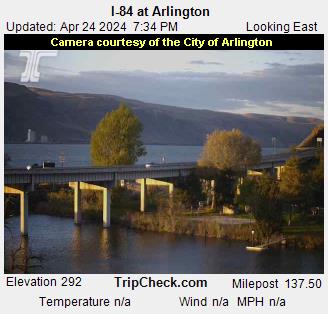 I-84 at Arlington
Updated: Apr 24 2024 7:34 PM Looking East
Camera courtesy of the City of Arlington
Elevation 292 TripCheck.com Milepost 137.50
Temperature n/a Wind n/a MPH n/a